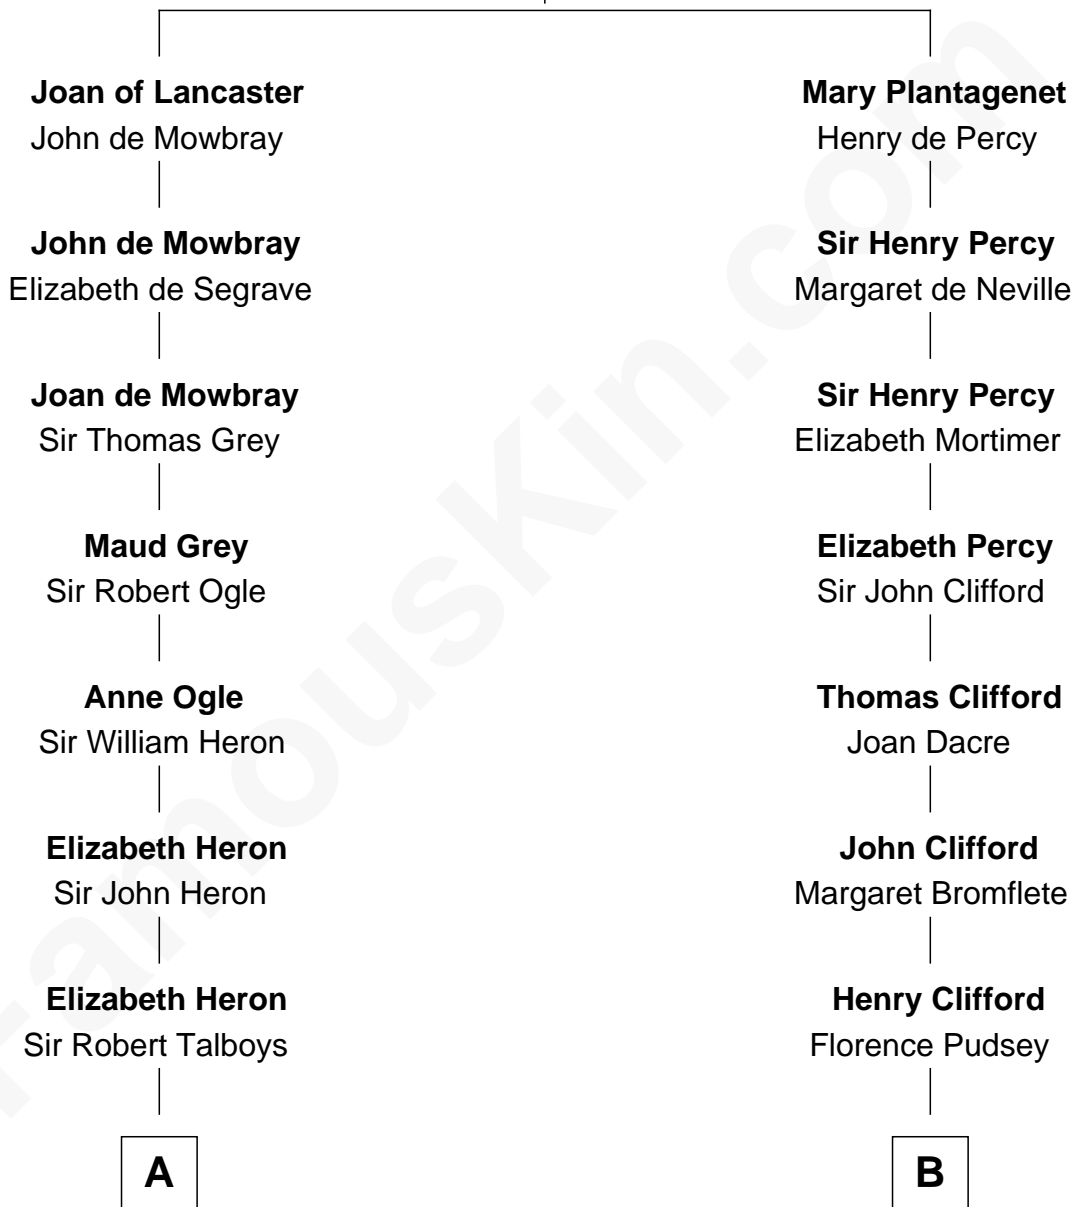 Joan of Lancaster
John de Mowbray
Mary Plantagenet
Henry de Percy
John de Mowbray
Elizabeth de Segrave
Sir Henry Percy
Margaret de Neville
Joan de Mowbray
Sir Thomas Grey
Sir Henry Percy
Elizabeth Mortimer
Maud Grey
Sir Robert Ogle
Elizabeth Percy
Sir John Clifford
Anne Ogle
Sir William Heron
Thomas Clifford
Joan Dacre
Elizabeth Heron
Sir John Heron
John Clifford
Margaret Bromflete
Elizabeth Heron
Sir Robert Talboys
Henry Clifford
Florence Pudsey
A
B
FamousKin.com